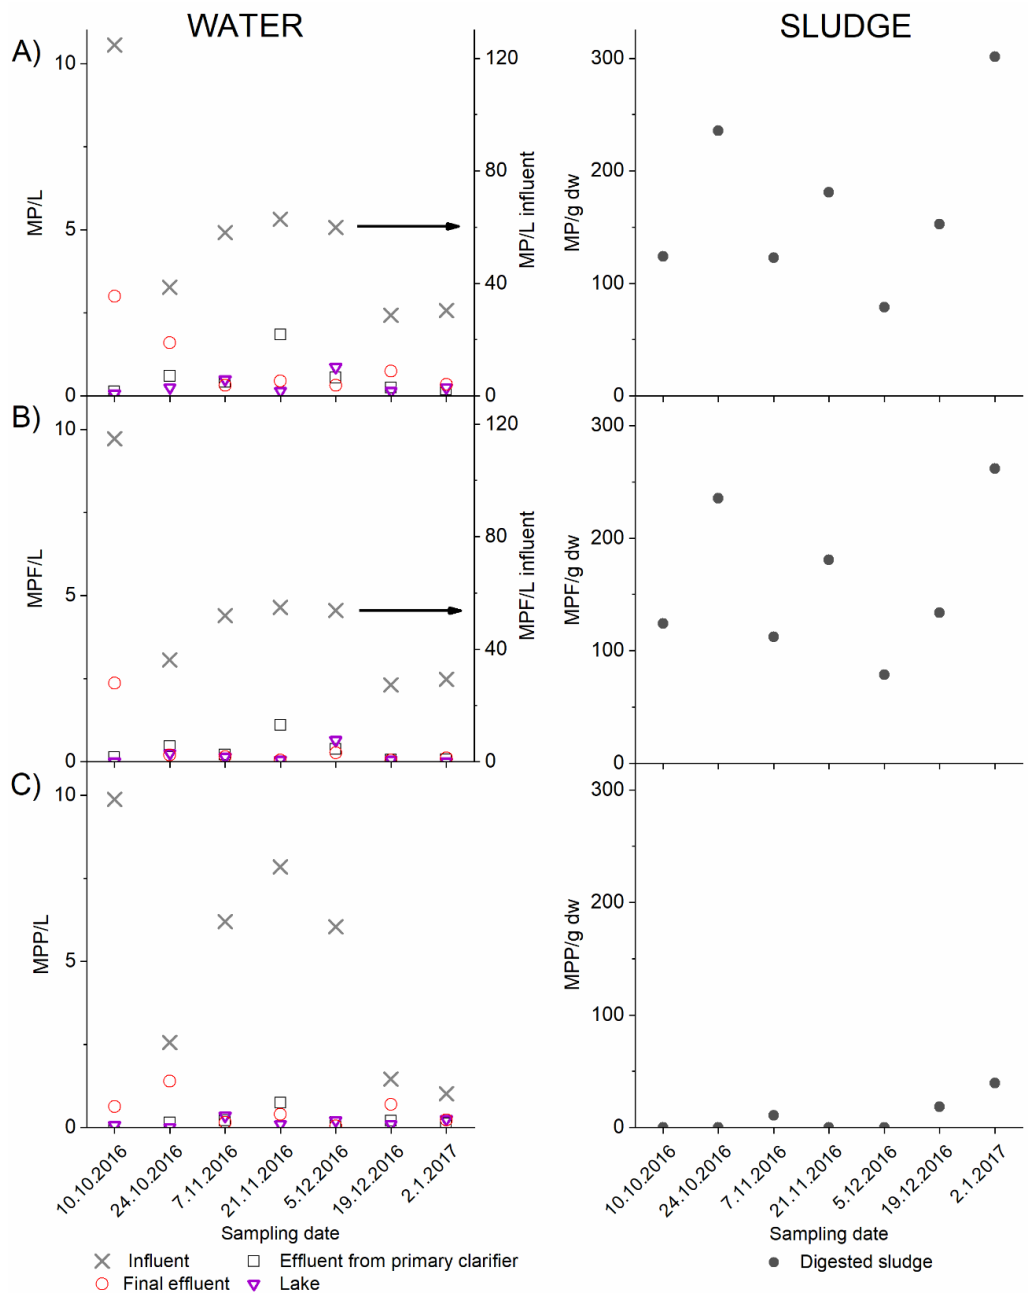 WATER
SLUDGE
A)
10
5
0
MP/L
120
80
40
0
MP/L influent
300
200
100
0
MP/g dw
B)
10
5
0
MPF/L
120
80
40
0
MPF/L influent
300
200
100
0
MPF/g dw
C)
10
5
0
MPP/L
300
200
100
0
MPP/g dw
10.10.2016
24.10.2016
7.11.2016
21.11.2016
5.12.2016
19.12.2016
2.1.2017
Sampling date
10.10.2016
24.10.2016
7.11.2016
21.11.2016
5.12.2016
19.12.2016
2.1.2017
Sampling date
Influent
Effluent from primary clarifier
Final effluent
Lake
Digested sludge